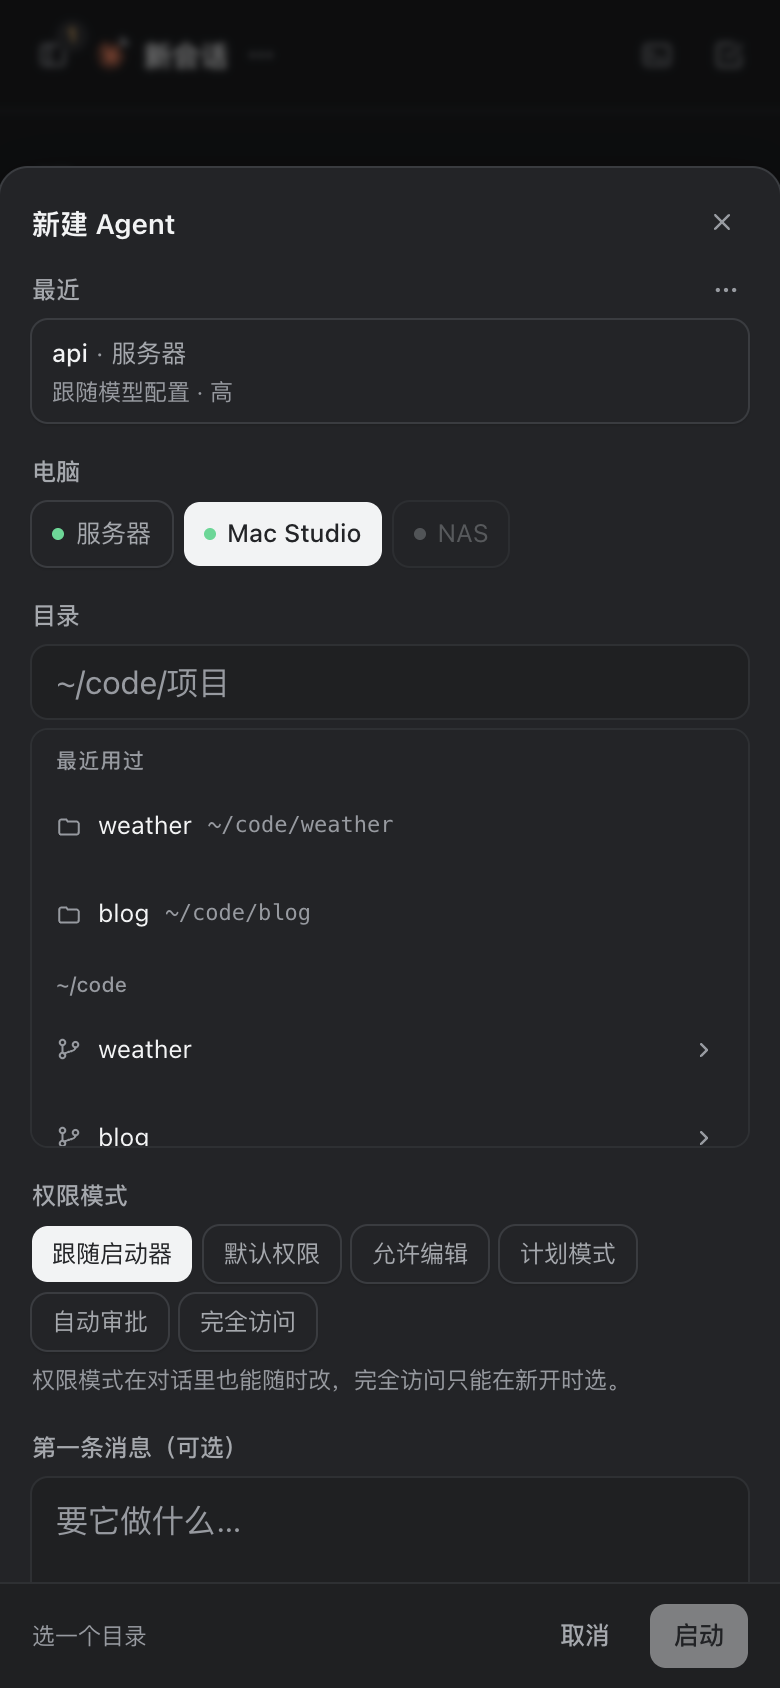 新会话
新建 Agent
最近
api · 服务器
跟随模型配置 · 高
电脑
服务器
Mac Studio
NAS
目录
~/code/项目
最近用过
weather ~/code/weather
blog ~/code/blog
~/code
weather
blog
权限模式
跟随启动器
默认权限
允许编辑
计划模式
自动审批
完全访问
权限模式在对话里也能随时改，完全访问只能在新开时选。
第一条消息（可选）
要它做什么...
选一个目录
取消
启动